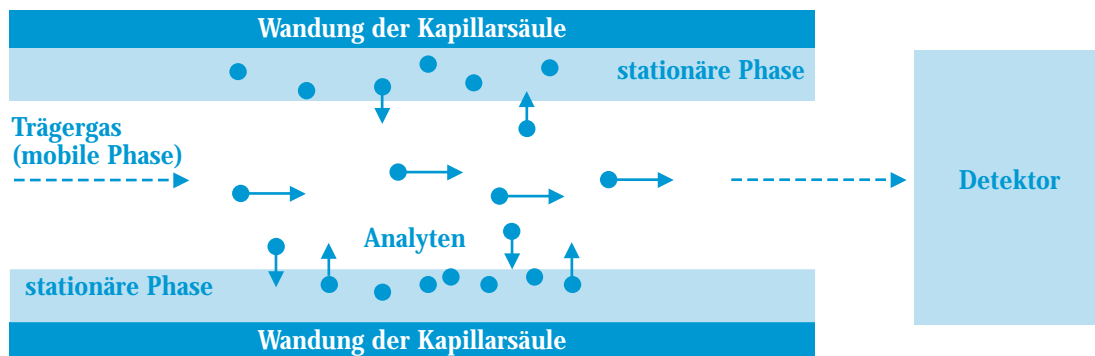 Wandung der Kapillarsäule
stationäre Phase
Trägergas
(mobile Phase)
Detektor
Analyten
stationäre Phase
Wandung der Kapillarsäule